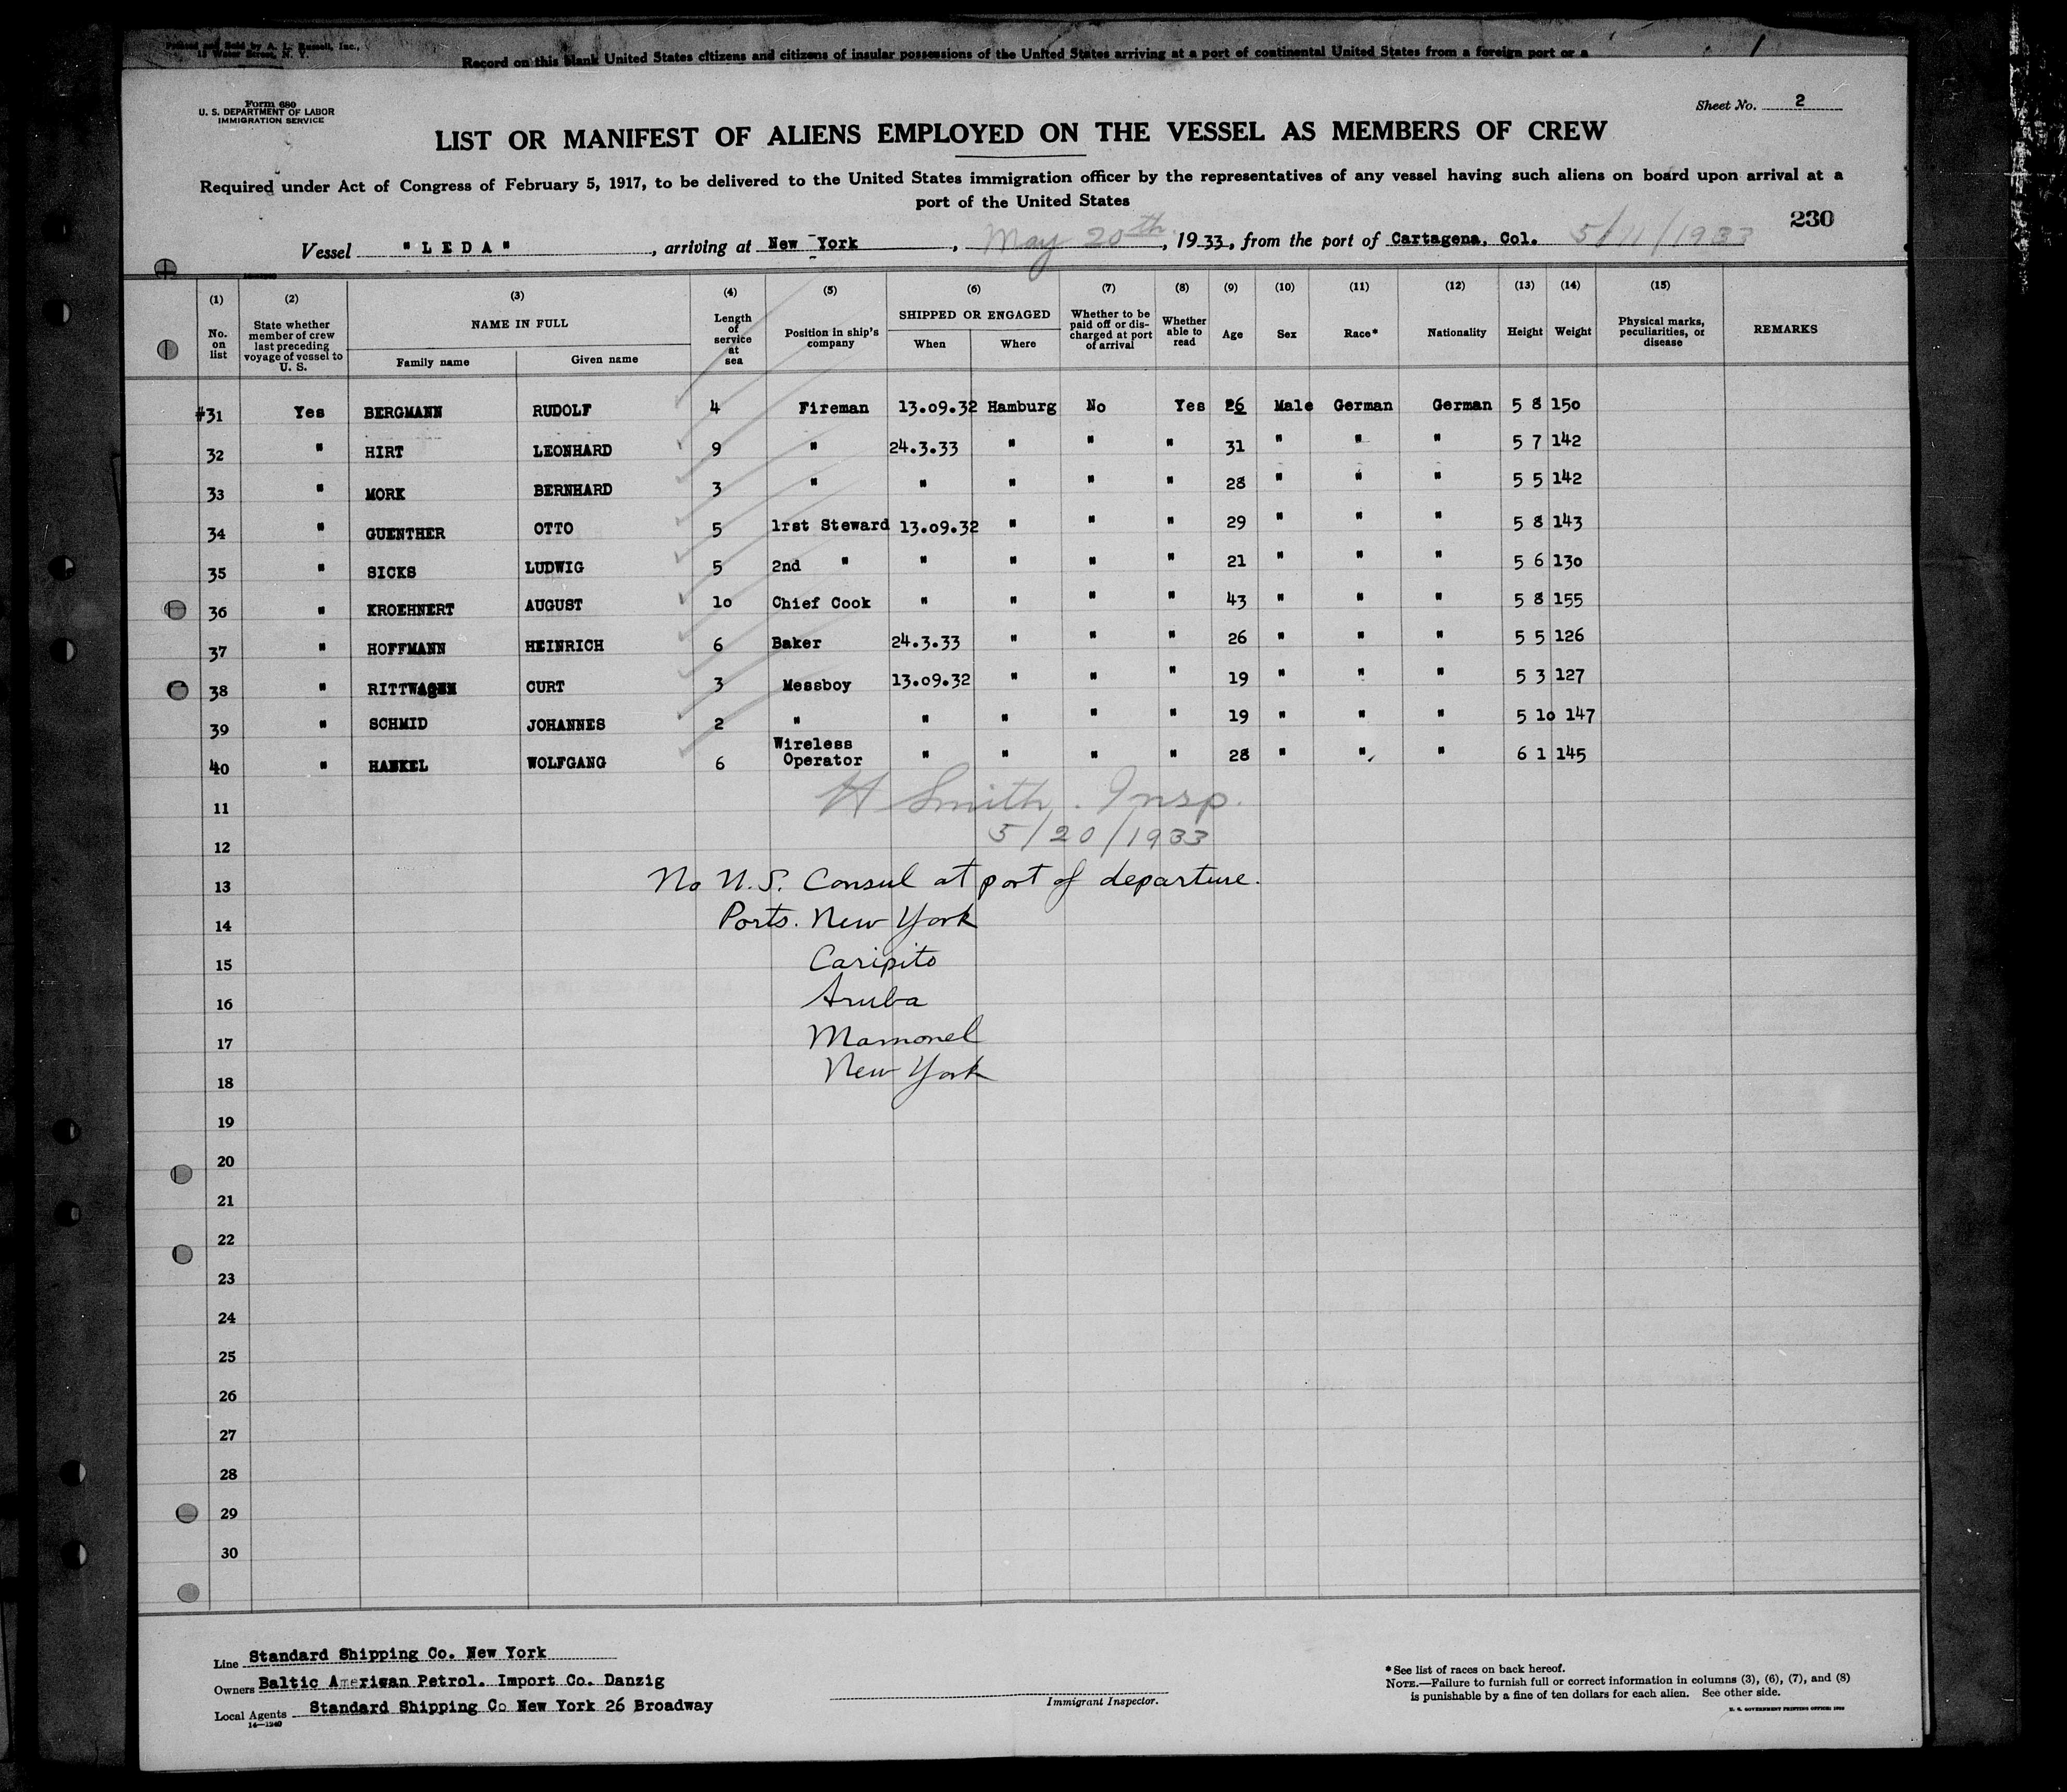 Printed and Sold by A. L. Russell, Inc.,
15 Water Street, N. Y.
Record on this blank United States citizens and citizens of insular possessions of the United States arriving at a port of continental United States from a foreign port or a
1
Form 680
U. S. DEPARTMENT OF LABOR
IMMIGRATION SERVICE
Sheet No. 2
LIST OR MANIFEST OF ALIENS EMPLOYED ON THE VESSEL AS MEMBERS OF CREW
Required under Act of Congress of February 5, 1917, to be delivered to the United States immigration officer by the representatives of any vessel having such aliens on board upon arrival at a
port of the United States
230
Vessel "LEDA", arriving at New York, May 20th, 1933, from the port of Cartagena, Col. 5/11/1933
(1) (2) (3) (4) (5) (6) (7) (8) (9) (10) (11) (12) (13) (14) (15)
No. on list State whether member of crew last preceding voyage of vessel to U. S. NAME IN FULL Family name Given name Length of service at sea Position in ship's company SHIPPED OR ENGAGED When Where Whether to be paid off or discharged at port of arrival Whether able to read Age Sex Race* Nationality Height Weight Physical marks, peculiarities, or disease REMARKS
#31 Yes BERGMANN RUDOLF 4 Fireman 13.09.32 Hamburg No Yes 26 Male German German 5 8 150
32 " HIRT LEONHARD 9 " 24.3.33 " " " 31 " " " 5 7 142
33 " MORK BERNHARD 3 " " " " " 28 " " " 5 5 142
34 " GUENTHER OTTO 5 1rst Steward 13.09.32 " " " 29 " " " 5 8 143
35 " SICKS LUDWIG 5 2nd " " " " " 21 " " " 5 6 130
36 " KROEHNERT AUGUST 10 Chief Cook " " " " 43 " " " 5 8 155
37 " HOFFMANN HEINRICH 6 Baker 24.3.33 " " " 26 " " " 5 5 126
38 " RITTWAGEN CURT 3 Messboy 13.09.32 " " " 19 " " " 5 3 127
39 " SCHMID JOHANNES 2 " " " " " 19 " " " 5 10 147
40 " HANKEL WOLFGANG 6 Wireless Operator " " " " 28 " " " 6 1 145
H Smith, Insp.
11
5/20/1933
12
13 No U.S. Consul at port of departure.
14 Ports. New York
15 Caripito
16 Aruba
17 Mamonel
18 New York
19
20
21
22
23
24
25
26
27
28
29
30
Line Standard Shipping Co. New York
Owners Baltic American Petrol. Import Co. Danzig
Local Agents Standard Shipping Co New York 26 Broadway
14—1240
Immigrant Inspector.
*See list of races on back hereof.
NOTE.—Failure to furnish full or correct information in columns (3), (6), (7), and (8)
is punishable by a fine of ten dollars for each alien. See other side.
U. S. GOVERNMENT PRINTING OFFICE: